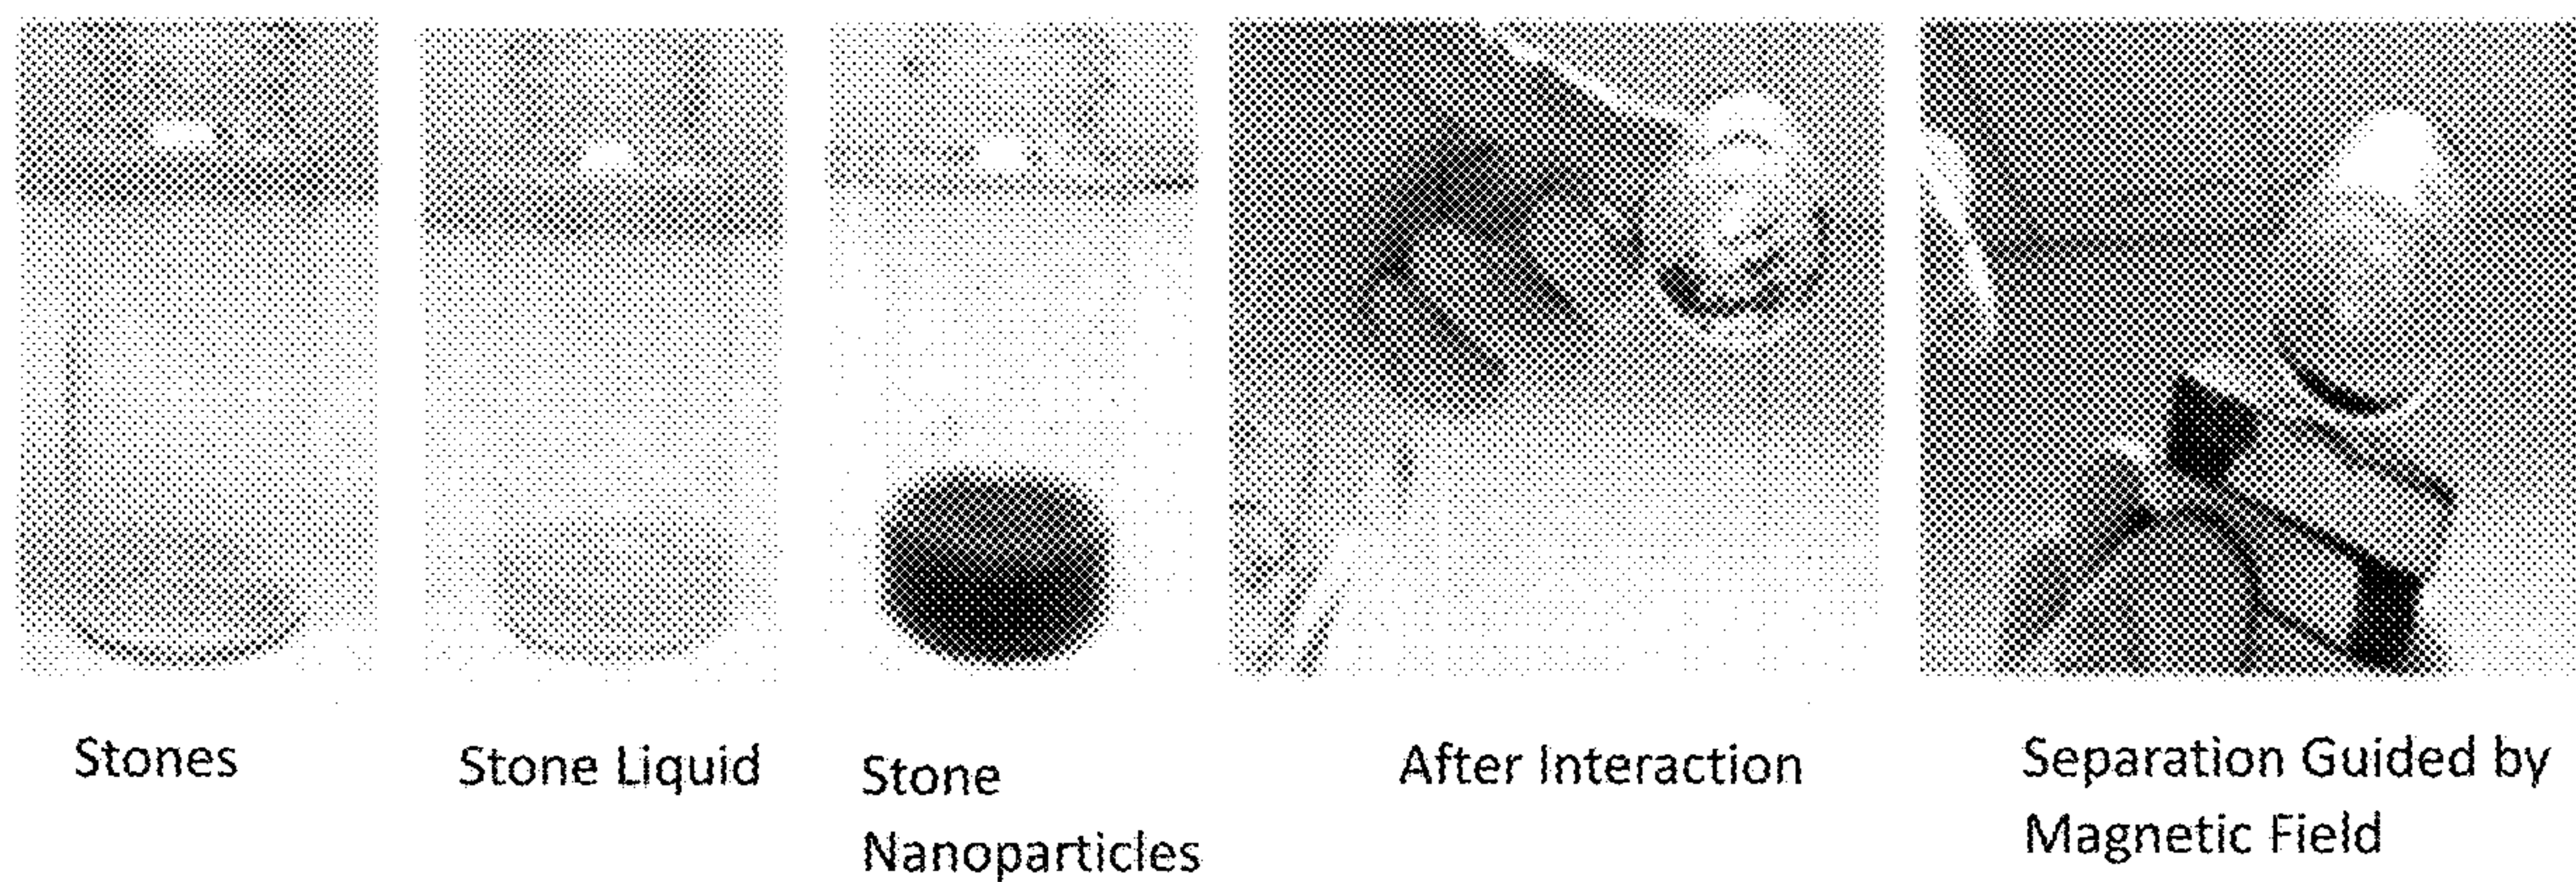 Stones
Stone Liquid
Stone
Nanoparticles
After Interaction
Separation Guided by
Magnetic Field